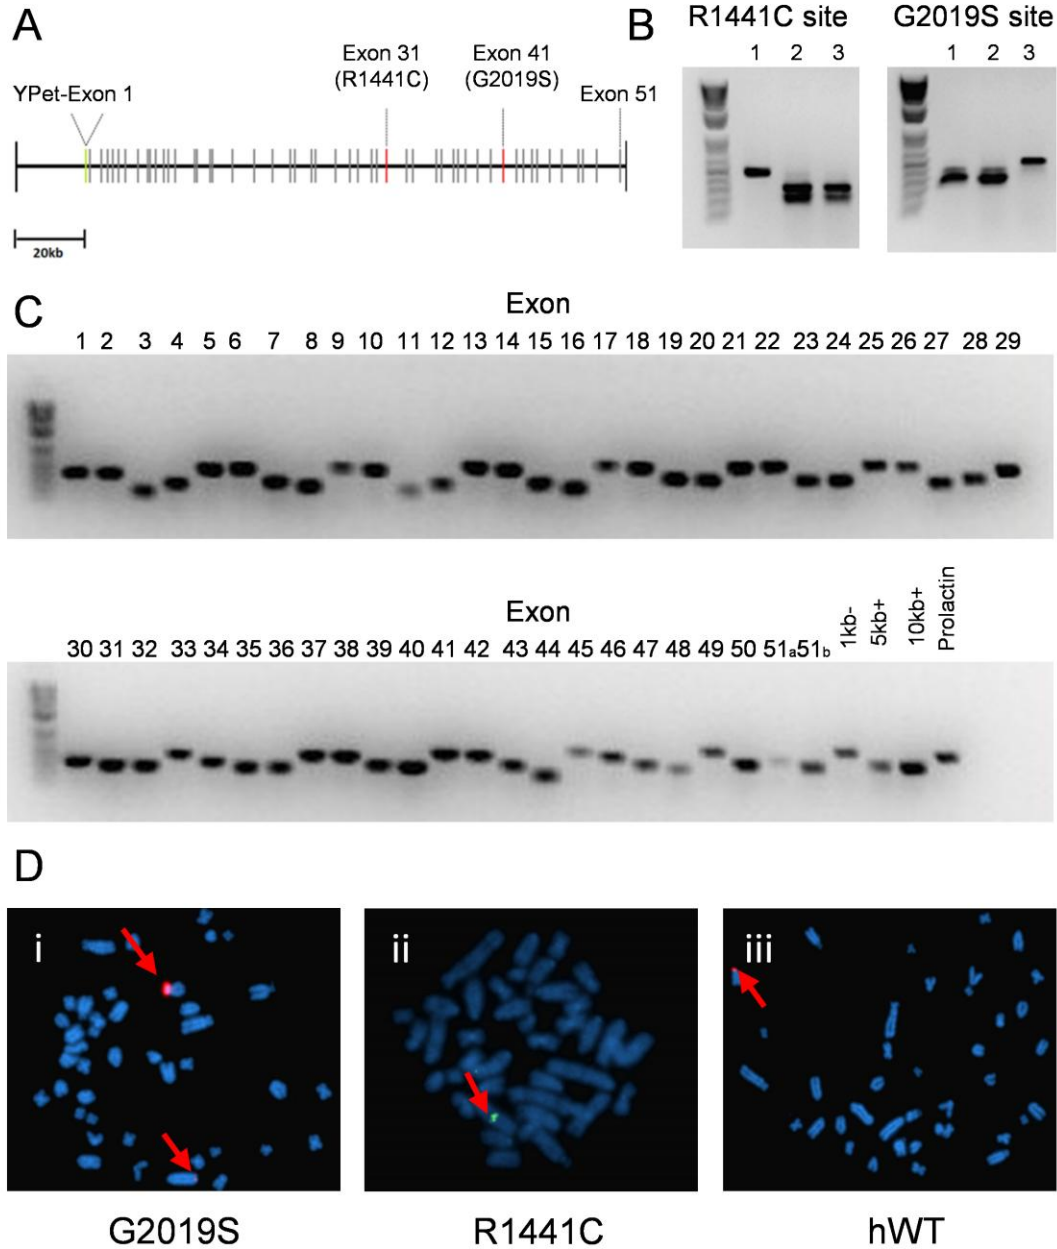 A
YPet-Exon 1
Exon 31
(R1441C)
Exon 41
(G2019S)
Exon 51
20kb
B
R1441C site
1 2 3
G2019S site
1 2 3
C
Exon
1 2 3 4 5 6 7 8 9 10 11 12 13 14 15 16 17 18 19 20 21 22 23 24 25 26 27 28 29
Exon
30 31 32 33 34 35 36 37 38 39 40 41 42 43 44 45 46 47 48 49 50 51a 51b 1kb- 5kb+ 10kb+ Prolactin
D
i
ii
iii
G2019S
R1441C
hWT